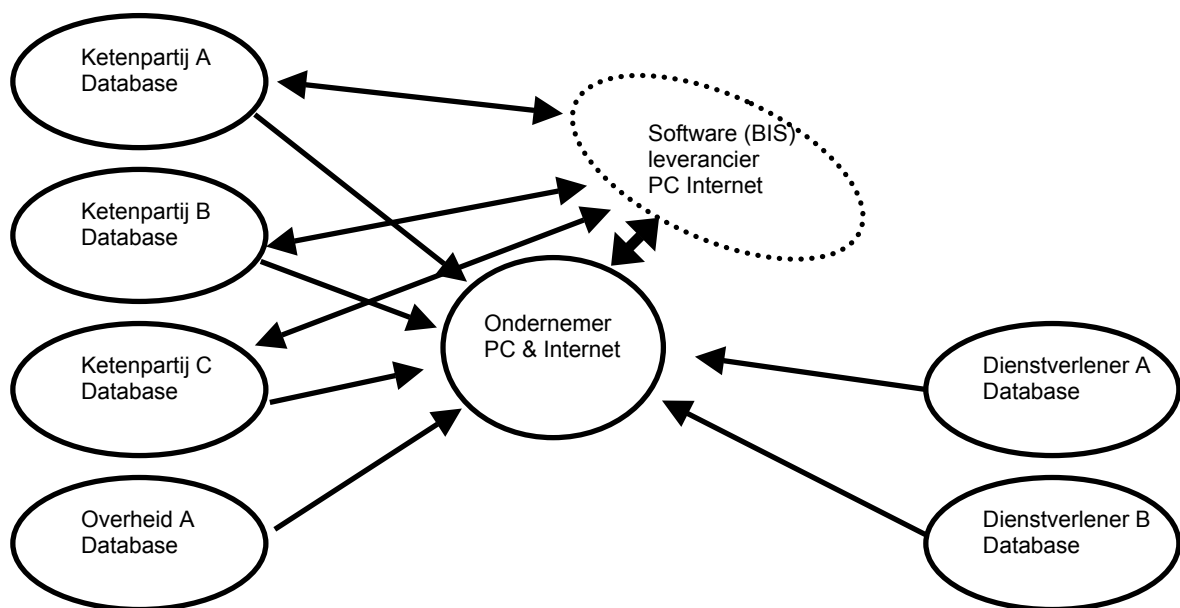 Ketenpartij A
Database
Software (BIS)
leverancier
PC Internet
Ketenpartij B
Database
Ondernemer
PC & Internet
Ketenpartij C
Database
Dienstverlener A
Database
Overheid A
Database
Dienstverlener B
Database